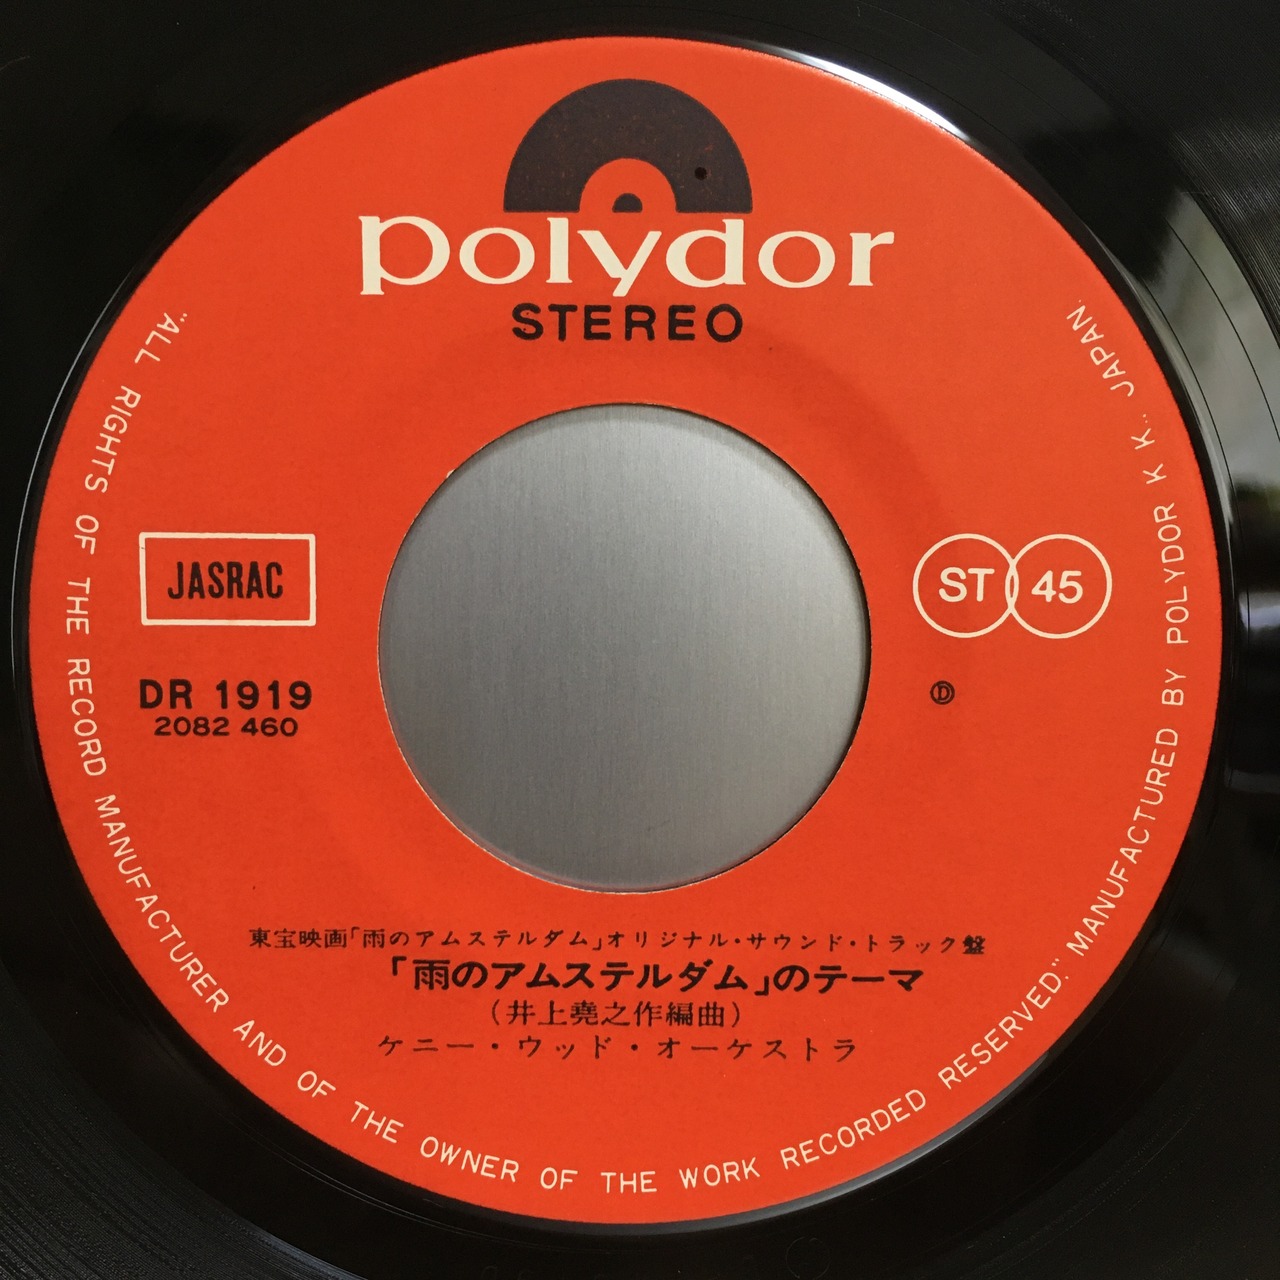 polydor
STEREO
JASRAC
ST 45
DR 1919
2082 460
Ⓓ
東宝映画「雨のアムステルダム」オリジナル・サウンド・トラック盤
「雨のアムステルダム」のテーマ
(井上堯之作編曲)
ケニー・ウッド・オーケストラ
"ALL RIGHTS OF THE RECORD MANUFACTURER AND OF THE OWNER OF THE WORK RECORDED RESERVED." MANUFACTURED BY POLYDOR K K., JAPAN.